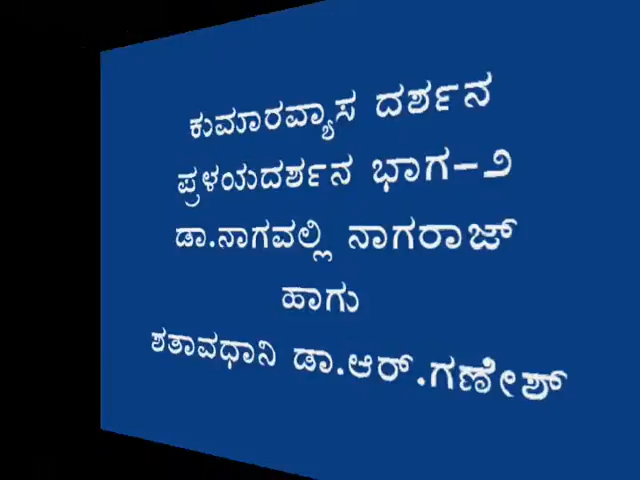 ಕುಮಾರವ್ಯಾಸ ದರ್ಶನ
ಪ್ರಳಯದರ್ಶನ ಭಾಗ-೨
ಡಾ.ನಾಗವಲ್ಲಿ ನಾಗರಾಜ್
ಹಾಗು
ಶತಾವಧಾನಿ ಡಾ.ಆರ್.ಗಣೇಶ್